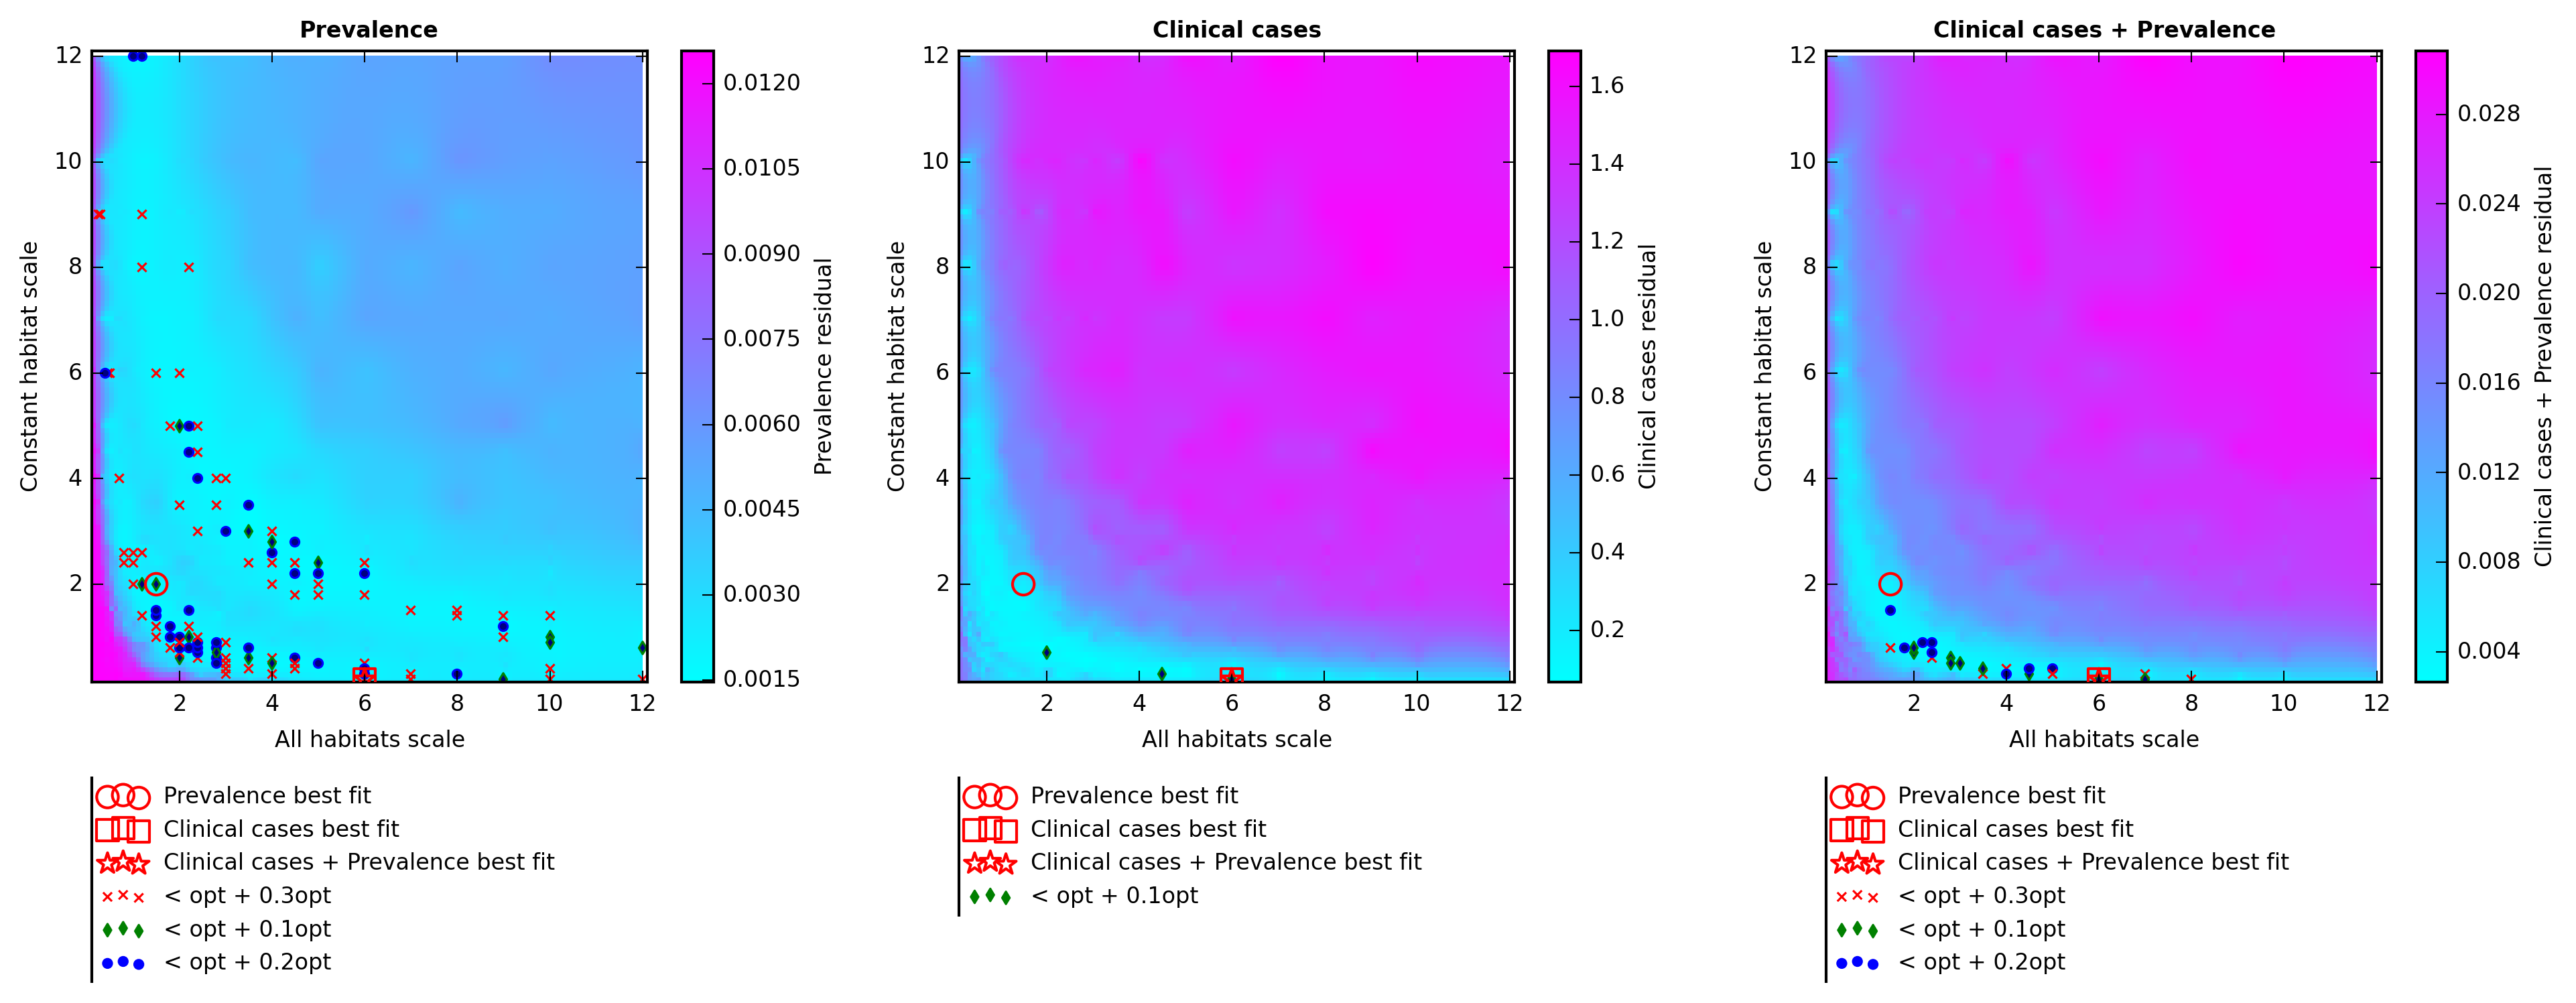 Prevalence
12
10
8
6
4
2
2 4 6 8 10 12
Constant habitat scale
All habitats scale
0.0120
0.0105
0.0090
0.0075
0.0060
0.0045
0.0030
0.0015
Prevalence residual
Prevalence best fit
Clinical cases best fit
Clinical cases + Prevalence best fit
< opt + 0.3opt
< opt + 0.1opt
< opt + 0.2opt
Clinical cases
12
10
8
6
4
2
2 4 6 8 10 12
Constant habitat scale
All habitats scale
1.6
1.4
1.2
1.0
0.8
0.6
0.4
0.2
Clinical cases residual
Prevalence best fit
Clinical cases best fit
Clinical cases + Prevalence best fit
< opt + 0.1opt
Clinical cases + Prevalence
12
10
8
6
4
2
2 4 6 8 10 12
Constant habitat scale
All habitats scale
0.028
0.024
0.020
0.016
0.012
0.008
0.004
Clinical cases + Prevalence residual
Prevalence best fit
Clinical cases best fit
Clinical cases + Prevalence best fit
< opt + 0.3opt
< opt + 0.1opt
< opt + 0.2opt